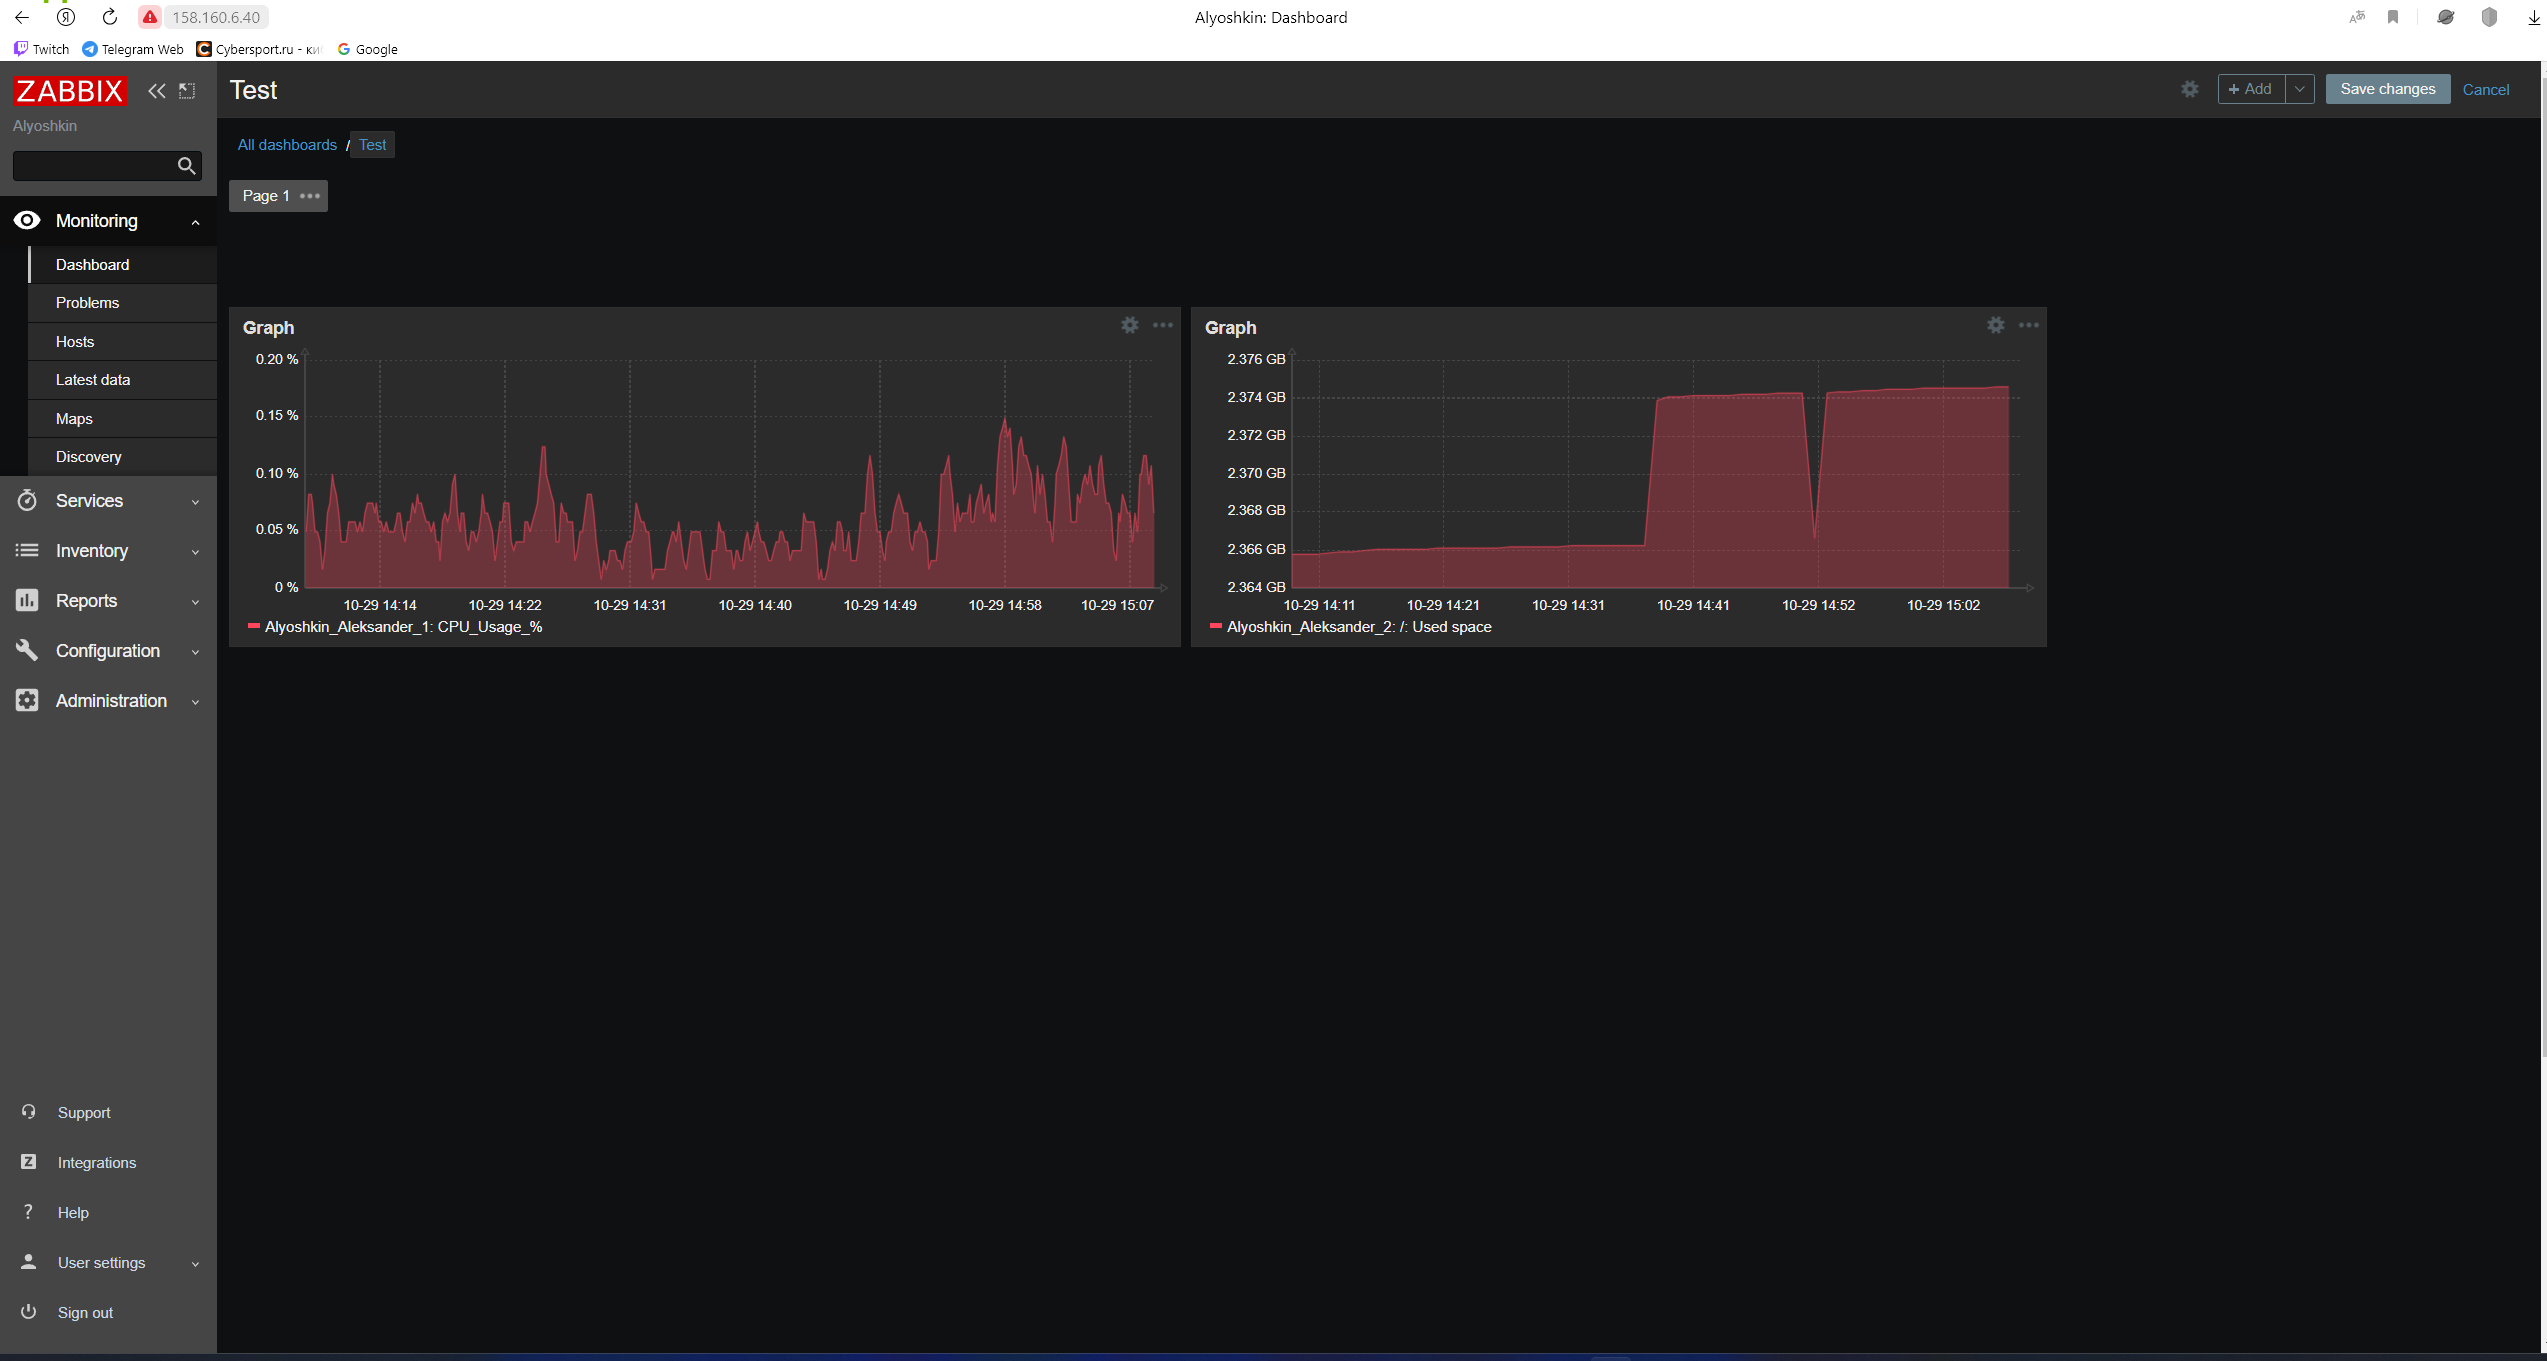 158.160.6.40
Alyoshkin: Dashboard
Twitch
Telegram Web
Cybersport.ru - ки
Google
ZABBIX
Alyoshkin
Monitoring
Dashboard
Problems
Hosts
Latest data
Maps
Discovery
Services
Inventory
Reports
Configuration
Administration
Support
Integrations
Help
User settings
Sign out
Test
+ Add
Save changes
Cancel
All dashboards / Test
Page 1
Graph
0.20 %
0.15 %
0.10 %
0.05 %
0 %
10-29 14:14 10-29 14:22 10-29 14:31 10-29 14:40 10-29 14:49 10-29 14:58 10-29 15:07
Alyoshkin_Aleksander_1: CPU_Usage_%
Graph
2.376 GB
2.374 GB
2.372 GB
2.370 GB
2.368 GB
2.366 GB
2.364 GB
10-29 14:11 10-29 14:21 10-29 14:31 10-29 14:41 10-29 14:52 10-29 15:02
Alyoshkin_Aleksander_2: /: Used space